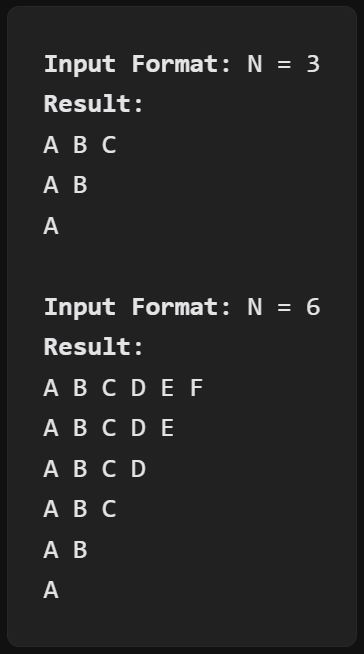 Input Format: N = 3
Result:
A B C
A B
A
Input Format: N = 6
Result:
A B C D E F
A B C D E
A B C D
A B C
A B
A